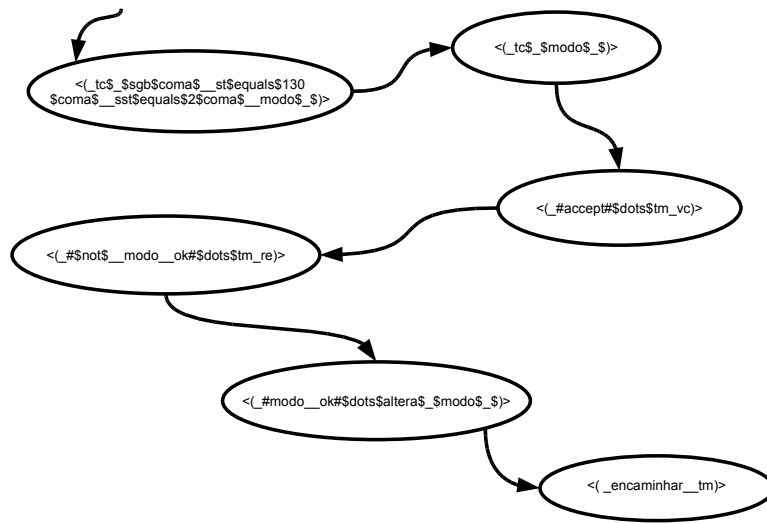 <(_tc$_$modo$_$)>
<(_tc$_$sgb$coma$__st$equals$130
$coma$__sst$equals$2$coma$__modo$_$)>
<(_#accept#$dots$tm_vc)>
<(_#$not$__modo__ok#$dots$tm_re)>
<(_#modo__ok#$dots$altera$_$modo$_$)>
<( _encaminhar__tm)>